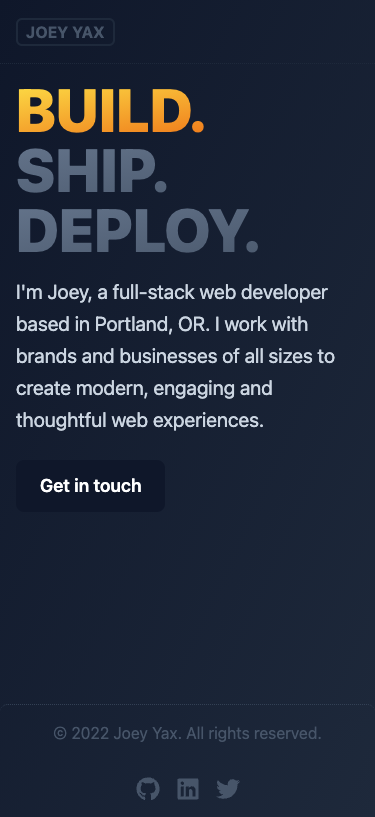 JOEY YAX
BUILD.
SHIP.
DEPLOY.
I'm Joey, a full-stack web developer
based in Portland, OR. I work with
brands and businesses of all sizes to
create modern, engaging and
thoughtful web experiences.
Get in touch
© 2022 Joey Yax. All rights reserved.